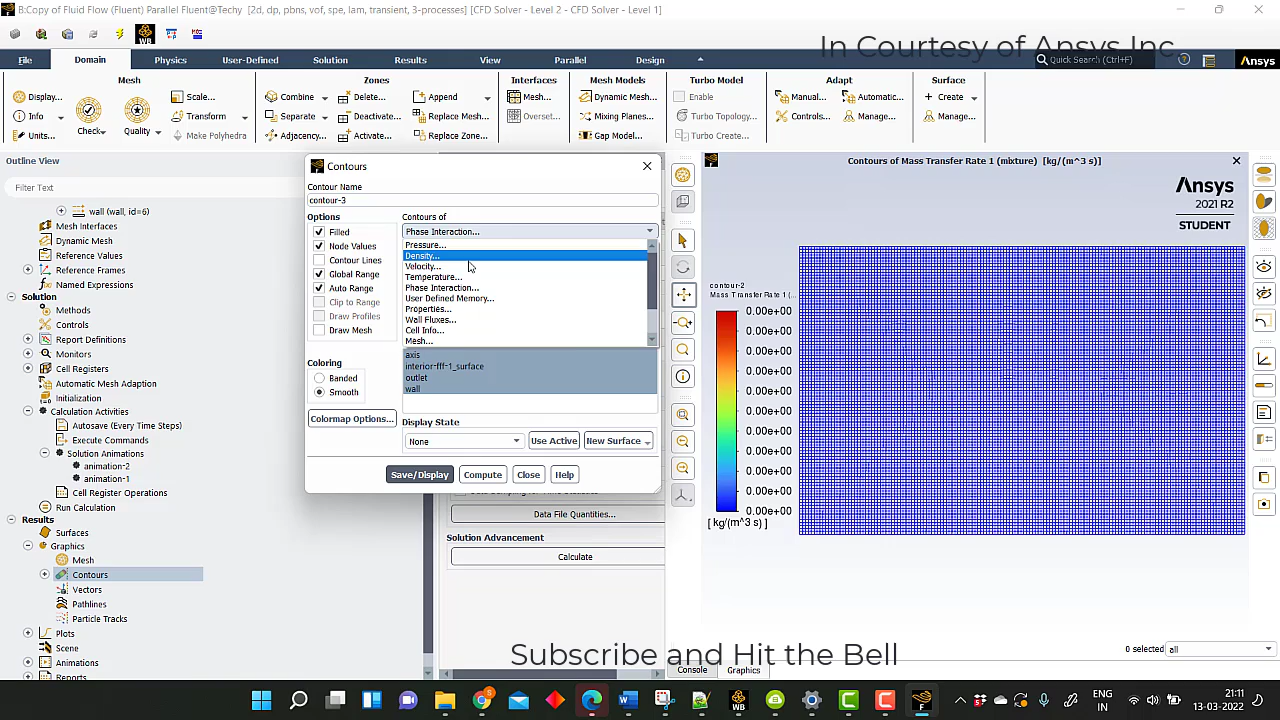 B:Copy of Fluid Flow (Fluent) Parallel Fluent@Techy [2d, dp, pbns, vof, spe, lam, transient, 3-processes] [CFD Solver - Level 2 - CFD Solver - Level 1]
In Courtesy of Ansys Inc
File Domain Physics User-Defined Solution Results View Parallel Design Quick Search (Ctrl+F) Ansys
Mesh Zones Interfaces Mesh Models Turbo Model Adapt Surface
Display... Scale... Combine Delete... Append Mesh... Dynamic Mesh... Enable Manual... Automatic... Create
Info Check Quality Transform Separate Deactivate... Replace Mesh... Overset... Mixing Planes... Turbo Topology... Controls... Manage... Manage...
Units... Make Polyhedra Adjacency... Activate... Replace Zone... Gap Model... Turbo Create...
Outline View
Filter Text
wall (wall, id=6)
Mesh Interfaces
Dynamic Mesh
Reference Values
Reference Frames
Named Expressions
Solution
Methods
Controls
Report Definitions
Monitors
Cell Registers
Automatic Mesh Adaption
Initialization
Calculation Activities
Autosave (Every Time Steps)
Execute Commands
Solution Animations
animation-2
animation-1
Cell Register Operations
Run Calculation
Results
Surfaces
Graphics
Mesh
Contours
Vectors
Pathlines
Particle Tracks
Plots
Scene
Animations
Reports
Contours
Contour Name
contour-3
Options
Filled
Node Values
Contour Lines
Global Range
Auto Range
Clip to Range
Draw Profiles
Draw Mesh
Coloring
Banded
Smooth
Colormap Options...
Contours of
Phase Interaction...
Pressure...
Density...
Velocity...
Temperature...
Phase Interaction...
User Defined Memory...
Properties...
Wall Fluxes...
Cell Info...
Mesh...
axis
interior-fff-1_surface
outlet
wall
Display State
None Use Active New Surface
Save/Display Compute Close Help
Data File Quantities...
Solution Advancement
Calculate
Contours of Mass Transfer Rate 1 (mixture) [kg/(m^3 s)]
Ansys
2021 R2
STUDENT
contour-2
Mass Transfer Rate 1 (...
0.00e+00
0.00e+00
0.00e+00
0.00e+00
0.00e+00
0.00e+00
0.00e+00
0.00e+00
0.00e+00
0.00e+00
0.00e+00
[ kg/(m^3 s) ]
0 selected all
Console Graphics
Subscribe and Hit the Bell
ENG
IN
21:11
13-03-2022